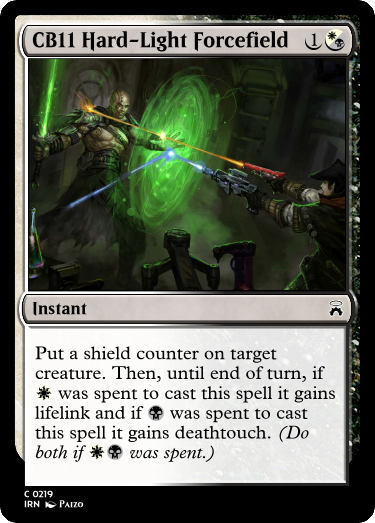 CB11 Hard-Light Forcefield 1
Instant
Put a shield counter on target
creature. Then, until end of turn, if
was spent to cast this spell it gains
lifelink and if was spent to cast
this spell it gains deathtouch. (Do
both if was spent.)
C 0219
IRN Paizo